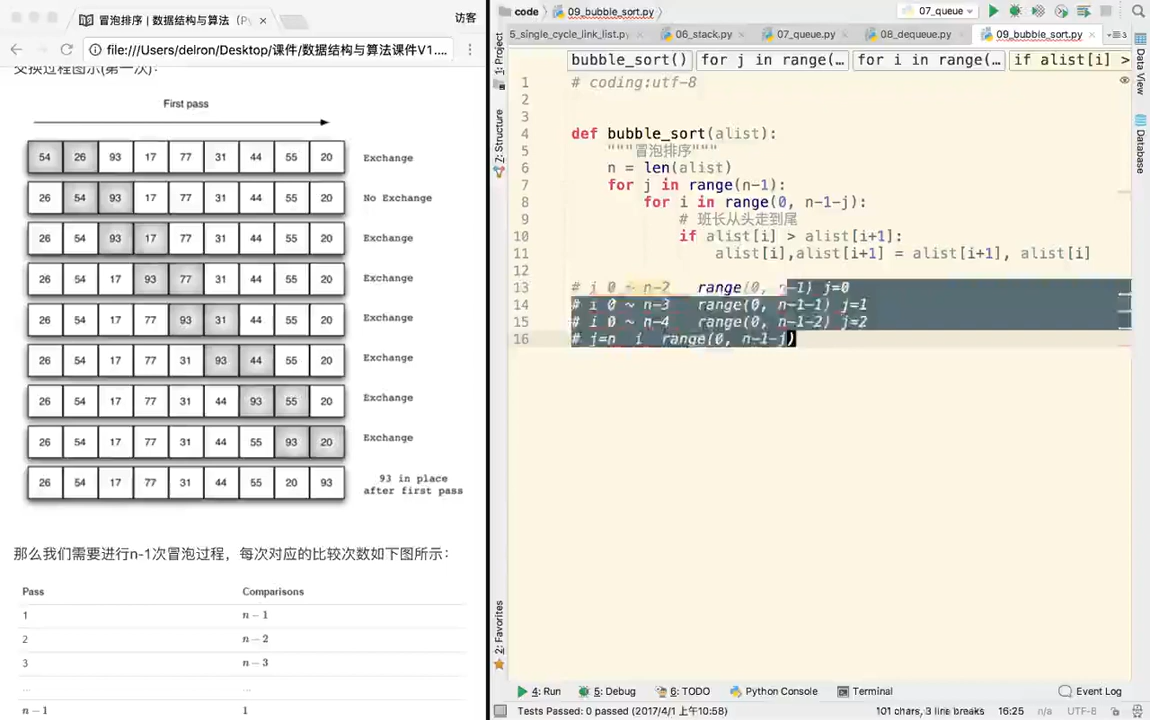 冒泡排序 | 数据结构与算法 (Py
访客
file:///Users/delron/Desktop/课件/数据结构与算法课件V1....
交换过程图示(第一次):
First pass
54 26 93 17 77 31 44 55 20 Exchange
26 54 93 17 77 31 44 55 20 No Exchange
26 54 93 17 77 31 44 55 20 Exchange
26 54 17 93 77 31 44 55 20 Exchange
26 54 17 77 93 31 44 55 20 Exchange
26 54 17 77 31 93 44 55 20 Exchange
26 54 17 77 31 44 93 55 20 Exchange
26 54 17 77 31 44 55 93 20 Exchange
26 54 17 77 31 44 55 20 93 93 in place
after first pass
那么我们需要进行n-1次冒泡过程，每次对应的比较次数如下图所示：
Pass Comparisons
1 n − 1
2 n − 2
3 n − 3
... ...
n − 1 1
code 09_bubble_sort.py 07_queue
5_single_cycle_link_list.py 06_stack.py 07_queue.py 08_dequeue.py 09_bubble_sort.py
bubble_sort() for j in range(... for i in range(... if alist[i] >
1 # coding:utf-8
2
3
4 def bubble_sort(alist):
5 """冒泡排序"""
6 n = len(alist)
7 for j in range(n-1):
8 for i in range(0, n-1-j):
9 # 班长从头走到尾
10 if alist[i] > alist[i+1]:
11 alist[i],alist[i+1] = alist[i+1], alist[i]
12
13 # i 0 ~ n-2 range(0, n-1) j=0
14 # i 0 ~ n-3 range(0, n-1-1) j=1
15 # i 0 ~ n-4 range(0, n-1-2) j=2
16 # j=n i range(0, n-1-j)
1: Project
7: Structure
2: Favorites
Data View
Database
4: Run 5: Debug 6: TODO Python Console Terminal Event Log
Tests Passed: 0 passed (2017/4/1 上午10:58) 101 chars, 3 line breaks 16:25 n/a UTF-8